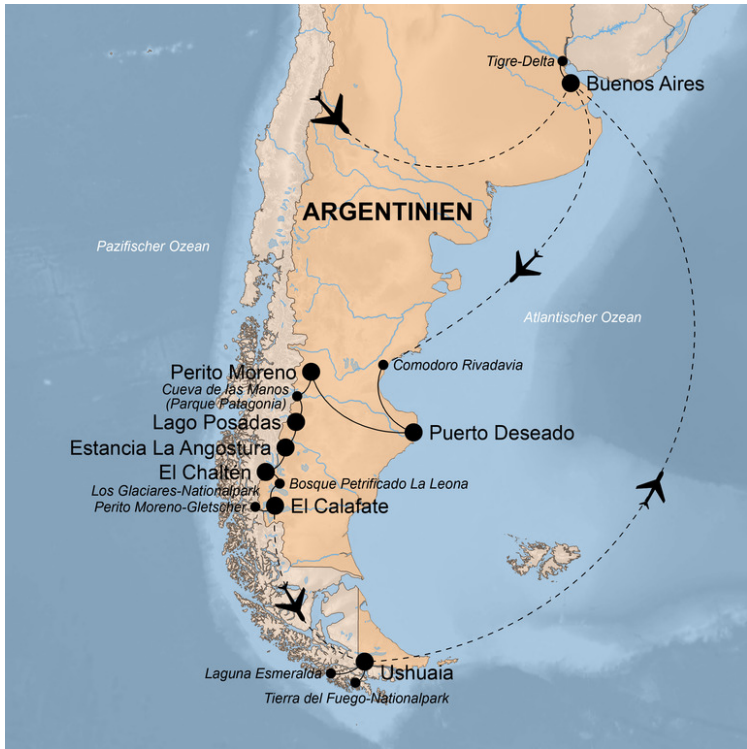 Tigre-Delta
Buenos Aires
ARGENTINIEN
Pazifischer Ozean
Atlantischer Ozean
Comodoro Rivadavia
Perito Moreno
Cueva de las Manos
(Parque Patagonia)
Lago Posadas
Puerto Deseado
Estancia La Angostura
El Chaltén
Bosque Petrificado La Leona
Los Glaciares-Nationalpark
Perito Moreno-Gletscher
El Calafate
Ushuaia
Laguna Esmeralda
Tierra del Fuego-Nationalpark